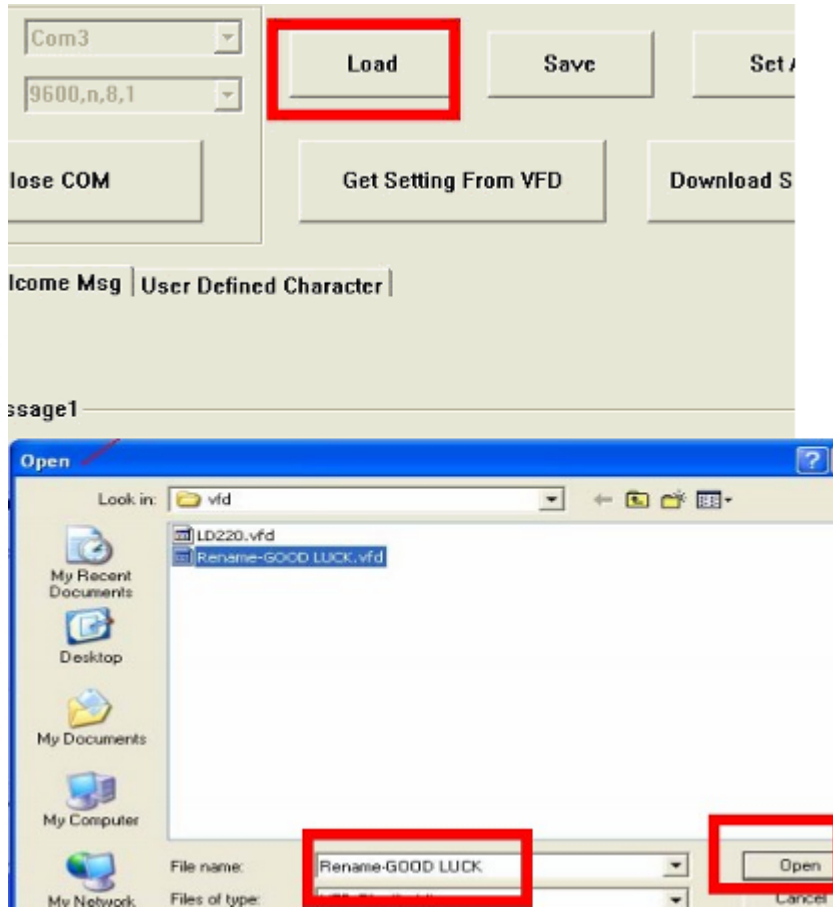 Com3
Load
Save
Set
9600,n,8,1
lose COM
Get Setting From VFD
Download S
lcome Msg
User Defined Character
ssage1
Open
Look in:
vfd
LD220.vfd
Rename-GOOD LUCK.vfd
My Recent
Documents
Desktop
My Documents
My Computer
File name:
Rename-GOOD LUCK
Open
My Network
Files of type:
Cancel